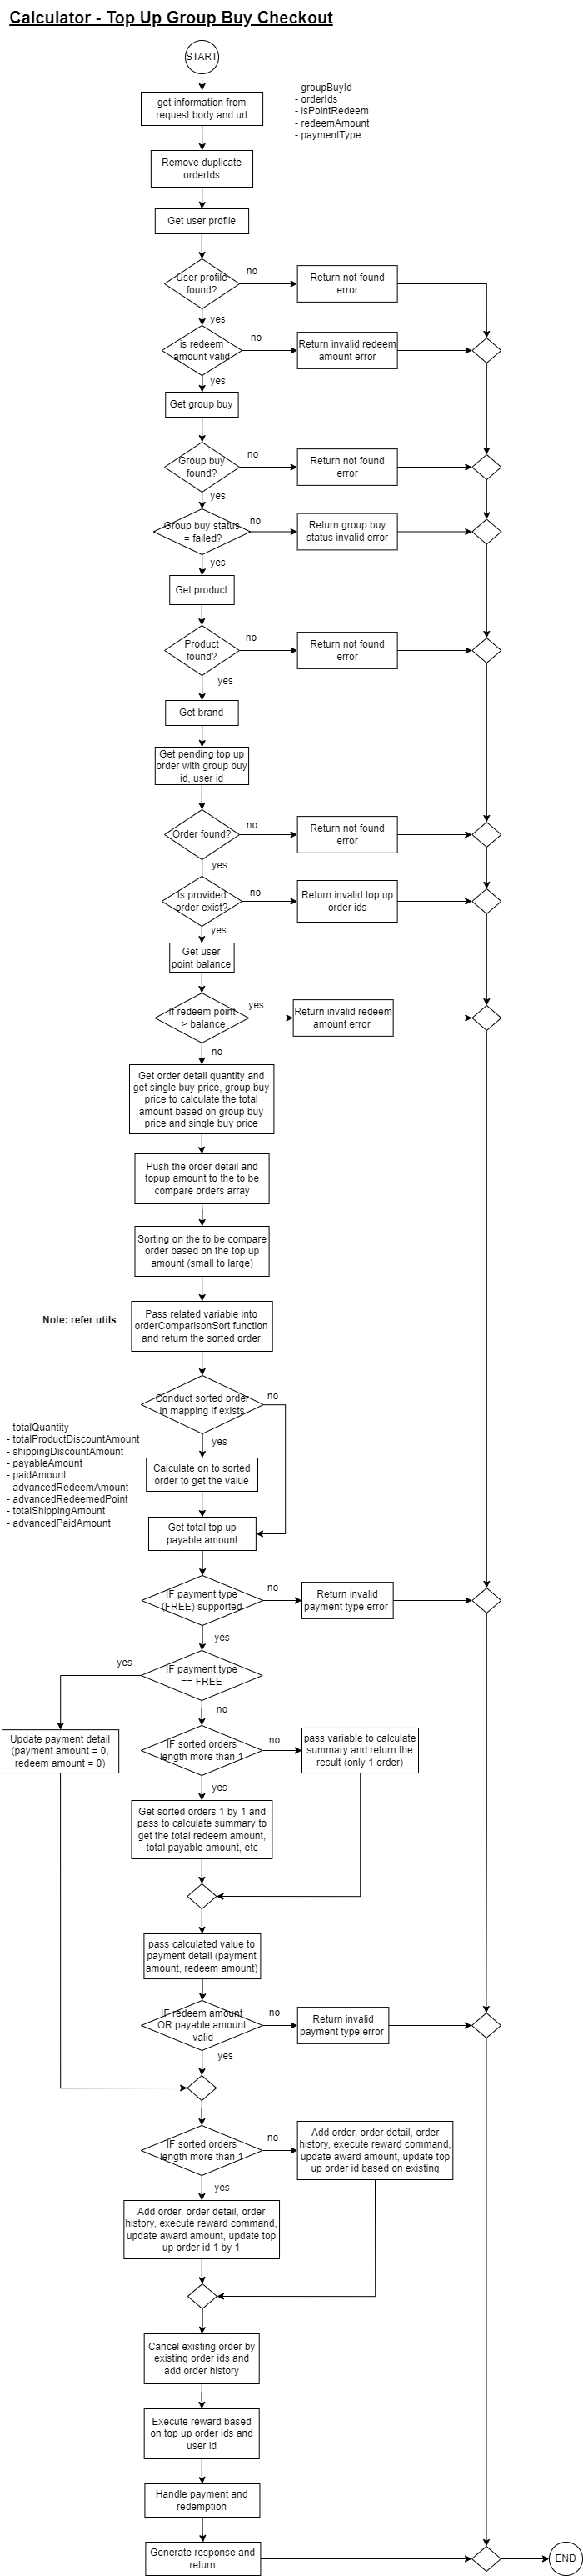 Calculator - Top Up Group Buy Checkout
START
get information from
request body and url
- groupBuyId
- orderIds
- isPointRedeem
- redeemAmount
- paymentType
Remove duplicate
orderIds
Get user profile
User profile
found?
no
Return not found
error
yes
is redeem
amount valid
no
Return invalid redeem
amount error
yes
Get group buy
Group buy
found?
no
Return not found
error
yes
Group buy status
= failed?
no
Return group buy
status invalid error
yes
Get product
Product
found?
no
Return not found
error
yes
Get brand
Get pending top up
order with group buy
id, user id
Order found?
no
Return not found
error
yes
Is provided
order exist?
no
Return invalid top up
order ids
yes
Get user
point balance
If redeem point
> balance
yes
Return invalid redeem
amount error
no
Get order detail quantity and
get single buy price, group buy
price to calculate the total
amount based on group buy
price and single buy price
Push the order detail and
topup amount to the to be
compare orders array
Sorting on the to be compare
order based on the top up
amount (small to large)
Note: refer utils
Pass related variable into
orderComparisonSort function
and return the sorted order
Conduct sorted order
in mapping if exists
no
yes
- totalQuantity
- totalProductDiscountAmount
- shippingDiscountAmount
- payableAmount
- paidAmount
- advancedRedeemAmount
- advancedRedeemedPoint
- totalShippingAmount
- advancedPaidAmount
Calculate on to sorted
order to get the value
Get total top up
payable amount
IF payment type
(FREE) supported
no
Return invalid
payment type error
yes
IF payment type
== FREE
yes
no
Update payment detail
(payment amount = 0,
redeem amount = 0)
IF sorted orders
length more than 1
no
pass variable to calculate
summary and return the
result (only 1 order)
yes
Get sorted orders 1 by 1 and
pass to calculate summary to
get the total redeem amount,
total payable amount, etc
pass calculated value to
payment detail (payment
amount, redeem amount)
IF redeem amount
OR payable amount
valid
no
Return invalid
payment type error
yes
IF sorted orders
length more than 1
no
Add order, order detail, order
history, execute reward command,
update award amount, update top
up order id based on existing
yes
Add order, order detail, order
history, execute reward command,
update award amount, update top
up order id 1 by 1
Cancel existing order by
existing order ids and
add order history
Execute reward based
on top up order ids and
user id
Handle payment and
redemption
Generate response and
return
END